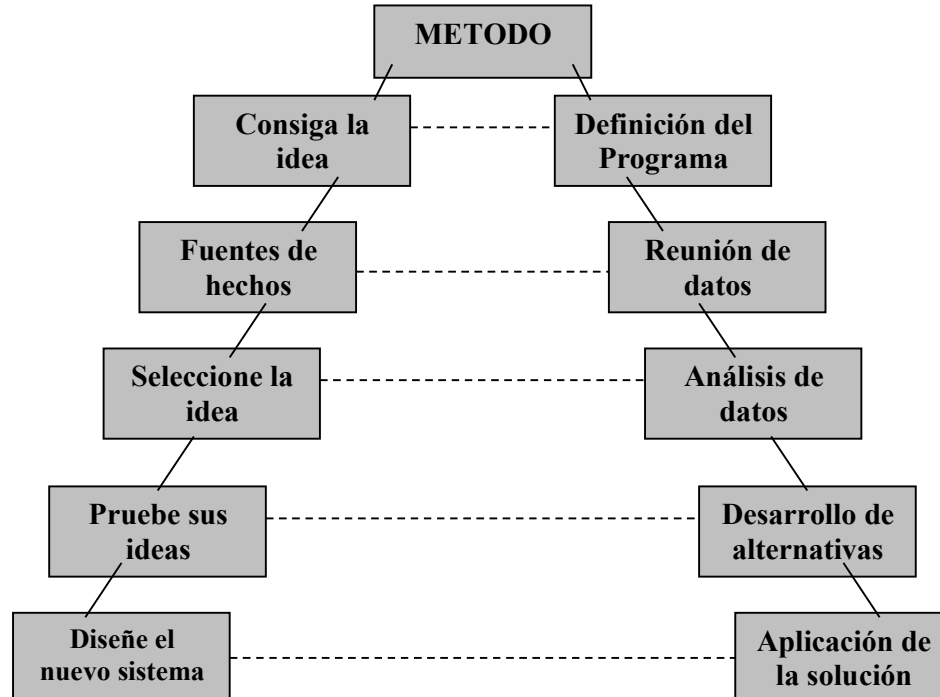 METODO
Consiga la
idea
Definición del
Programa
Fuentes de
hechos
Reunión de
datos
Seleccione la
idea
Análisis de
datos
Pruebe sus
ideas
Desarrollo de
alternativas
Diseñe el
nuevo sistema
Aplicación de
la solución